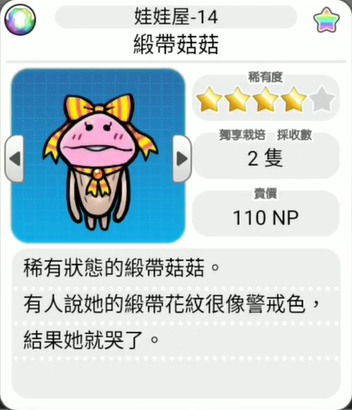 娃娃屋-14
緞帶菇菇
稀有度
獨享栽培 採收數
2 隻
賣價
110 NP
稀有狀態的緞帶菇菇。
有人說她的緞帶花紋很像警戒色，
結果她就哭了。